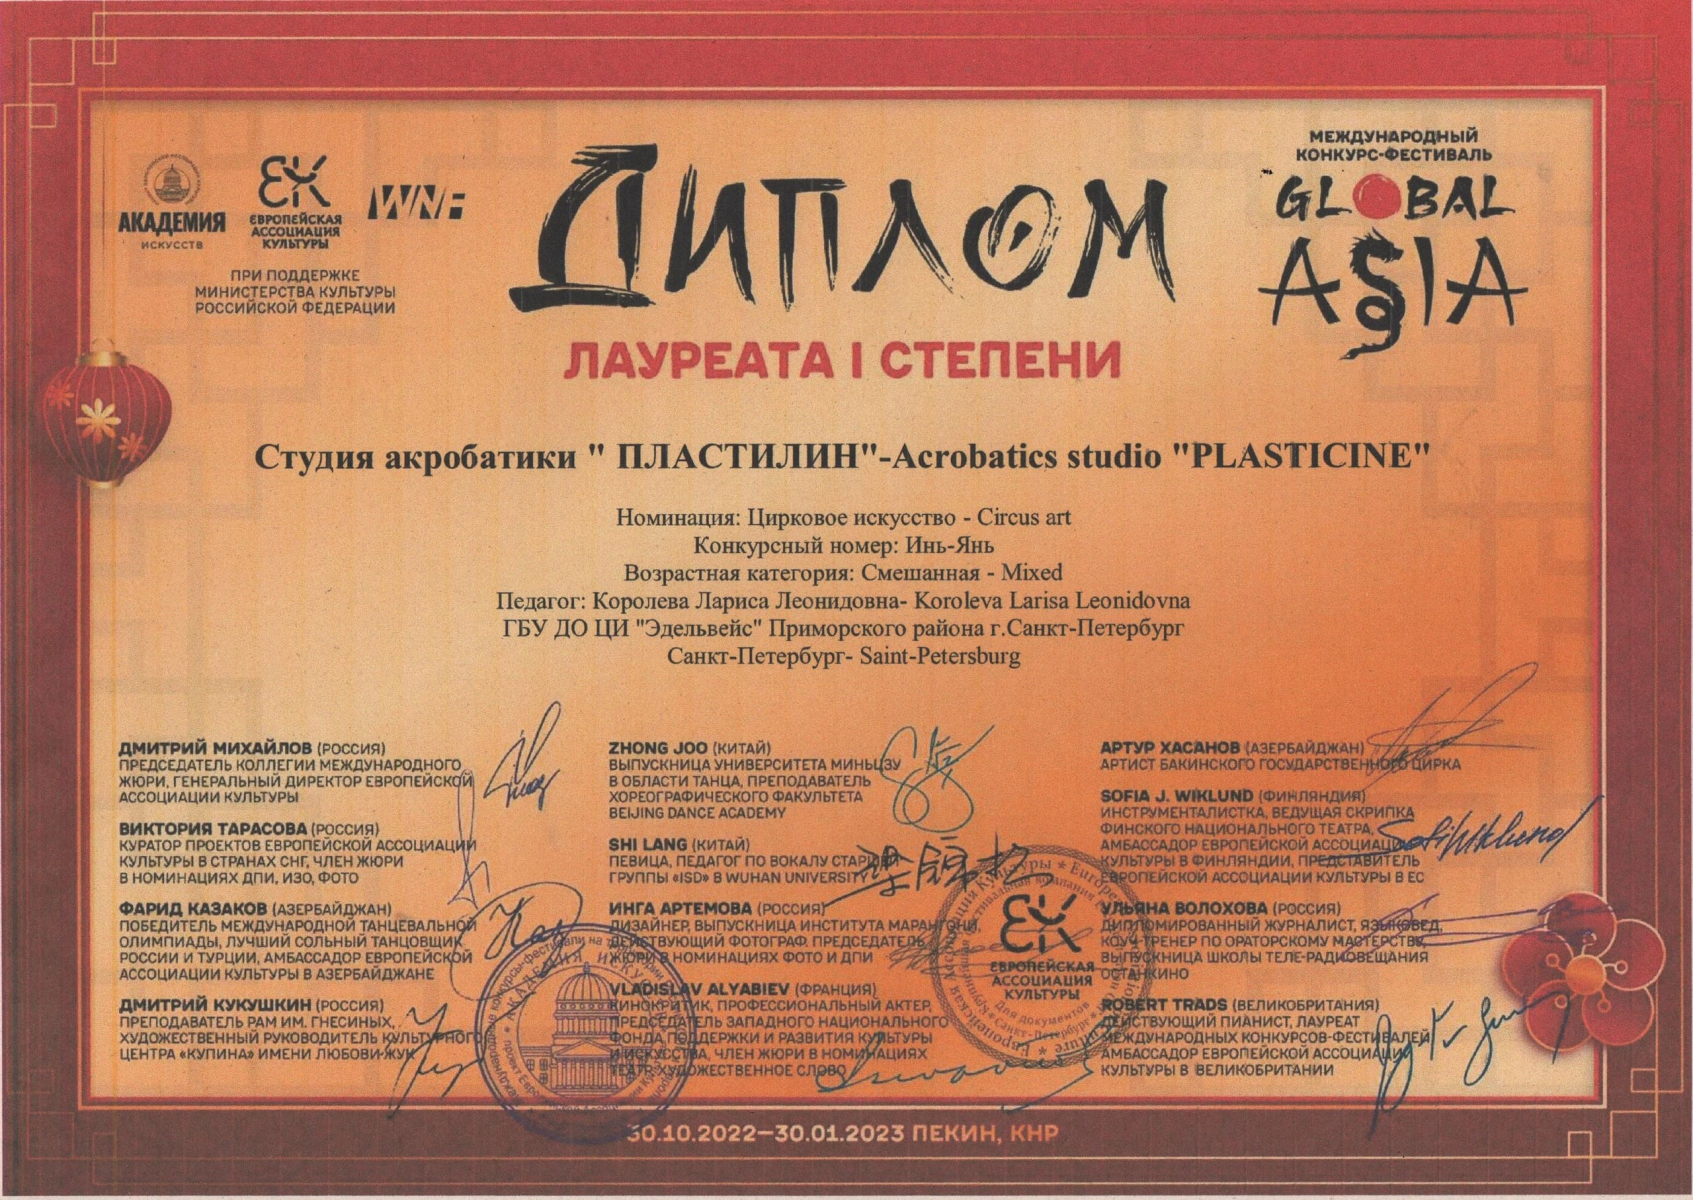 АКАДЕМИЯ
ИСКУССТВ
ЕК
ЕВРОПЕЙСКАЯ
АССОЦИАЦИЯ
КУЛЬТУРЫ
WNF
ПРИ ПОДДЕРЖКЕ
МИНИСТЕРСТВА КУЛЬТУРЫ
РОССИЙСКОЙ ФЕДЕРАЦИИ
ДИПЛОМ
ЛАУРЕАТА I СТЕПЕНИ
МЕЖДУНАРОДНЫЙ
КОНКУРС-ФЕСТИВАЛЬ
GLOBAL
ASIA
Студия акробатики " ПЛАСТИЛИН"-Acrobatics studio "PLASTICINE"
Номинация: Цирковое искусство - Circus art
Конкурсный номер: Инь-Янь
Возрастная категория: Смешанная - Mixed
Педагог: Королева Лариса Леонидовна- Koroleva Larisa Leonidovna
ГБУ ДО ЦИ "Эдельвейс" Приморского района г.Санкт-Петербург
Санкт-Петербург- Saint-Petersburg
ДМИТРИЙ МИХАЙЛОВ (РОССИЯ)
ПРЕДСЕДАТЕЛЬ КОЛЛЕГИИ МЕЖДУНАРОДНОГО
ЖЮРИ, ГЕНЕРАЛЬНЫЙ ДИРЕКТОР ЕВРОПЕЙСКОЙ
АССОЦИАЦИИ КУЛЬТУРЫ
ВИКТОРИЯ ТАРАСОВА (РОССИЯ)
КУРАТОР ПРОЕКТОВ ЕВРОПЕЙСКОЙ АССОЦИАЦИИ
КУЛЬТУРЫ В СТРАНАХ СНГ, ЧЛЕН ЖЮРИ
В НОМИНАЦИЯХ ДПИ, ИЗО, ФОТО
ФАРИД КАЗАКОВ (АЗЕРБАЙДЖАН)
ПОБЕДИТЕЛЬ МЕЖДУНАРОДНОЙ ТАНЦЕВАЛЬНОЙ
ОЛИМПИАДЫ, ЛУЧШИЙ СОЛЬНЫЙ ТАНЦОВЩИК
РОССИИ И ТУРЦИИ, АМБАССАДОР ЕВРОПЕЙСКОЙ
АССОЦИАЦИИ КУЛЬТУРЫ В АЗЕРБАЙДЖАНЕ
ДМИТРИЙ КУКУШКИН (РОССИЯ)
ПРЕПОДАВАТЕЛЬ РАМ ИМ. ГНЕСИНЫХ,
ХУДОЖЕСТВЕННЫЙ РУКОВОДИТЕЛЬ КУЛЬТУРНОГО
ЦЕНТРА «КУПИНА» ИМЕНИ ЛЮБОВИ ЖУК
ZHONG JOO (КИТАЙ)
ВЫПУСКНИЦА УНИВЕРСИТЕТА МИНЬЦЗУ
В ОБЛАСТИ ТАНЦА, ПРЕПОДАВАТЕЛЬ
ХОРЕОГРАФИЧЕСКОГО ФАКУЛЬТЕТА
BEIJING DANCE ACADEMY
SHI LANG (КИТАЙ)
ПЕВИЦА, ПЕДАГОГ ПО ВОКАЛУ СТАРШЕЙ
ГРУППЫ «ISD» В WUHAN UNIVERSITY
ИНГА АРТЕМОВА (РОССИЯ)
ДИЗАЙНЕР, ВЫПУСКНИЦА ИНСТИТУТА МАРАНГОНИ,
ДЕЙСТВУЮЩИЙ ФОТОГРАФ. ПРЕДСЕДАТЕЛЬ
ЖЮРИ В НОМИНАЦИЯХ ФОТО И ДПИ
VLADISLAV ALYABIEV (ФРАНЦИЯ)
КИНОКРИТИК, ПРОФЕССИОНАЛЬНЫЙ АКТЕР,
ПРЕДСЕДАТЕЛЬ ЗАПАДНОГО НАЦИОНАЛЬНОГО
ФОНДА ПОДДЕРЖКИ И РАЗВИТИЯ КУЛЬТУРЫ
И ИСКУССТВА, ЧЛЕН ЖЮРИ В НОМИНАЦИЯХ
ТЕАТР, ХУДОЖЕСТВЕННОЕ СЛОВО
АРТУР ХАСАНОВ (АЗЕРБАЙДЖАН)
АРТИСТ БАКИНСКОГО ГОСУДАРСТВЕННОГО ЦИРКА
SOFIA J. WIKLUND (ФИНЛЯНДИЯ)
ИНСТРУМЕНТАЛИСТКА, ВЕДУЩАЯ СКРИПКА
ФИНСКОГО НАЦИОНАЛЬНОГО ТЕАТРА,
АМБАССАДОР ЕВРОПЕЙСКОЙ АССОЦИАЦИИ
КУЛЬТУРЫ В ФИНЛЯНДИИ, ПРЕДСТАВИТЕЛЬ
ЕВРОПЕЙСКОЙ АССОЦИАЦИИ КУЛЬТУРЫ В ЕС
УЛЬЯНА ВОЛОХОВА (РОССИЯ)
ДИПЛОМИРОВАННЫЙ ЖУРНАЛИСТ, ЯЗЫКОВЕД,
КОУЧ-ТРЕНЕР ПО ОРАТОРСКОМУ МАСТЕРСТВУ,
ВЫПУСКНИЦА ШКОЛЫ ТЕЛЕ-РАДИОВЕЩАНИЯ
ОСТАНКИНО
ROBERT TRADS (ВЕЛИКОБРИТАНИЯ)
ДЕЙСТВУЮЩИЙ ПИАНИСТ, ЛАУРЕАТ
МЕЖДУНАРОДНЫХ КОНКУРСОВ-ФЕСТИВАЛЕЙ
АМБАССАДОР ЕВРОПЕЙСКОЙ АССОЦИАЦИИ
КУЛЬТУРЫ В ВЕЛИКОБРИТАНИИ
АКАДЕМИЯ ИСКУССТВ
ЕК
ЕВРОПЕЙСКАЯ
АССОЦИАЦИЯ
КУЛЬТУРЫ
Для документов
Санкт-Петербург
30.10.2022—30.01.2023 ПЕКИН, КНР